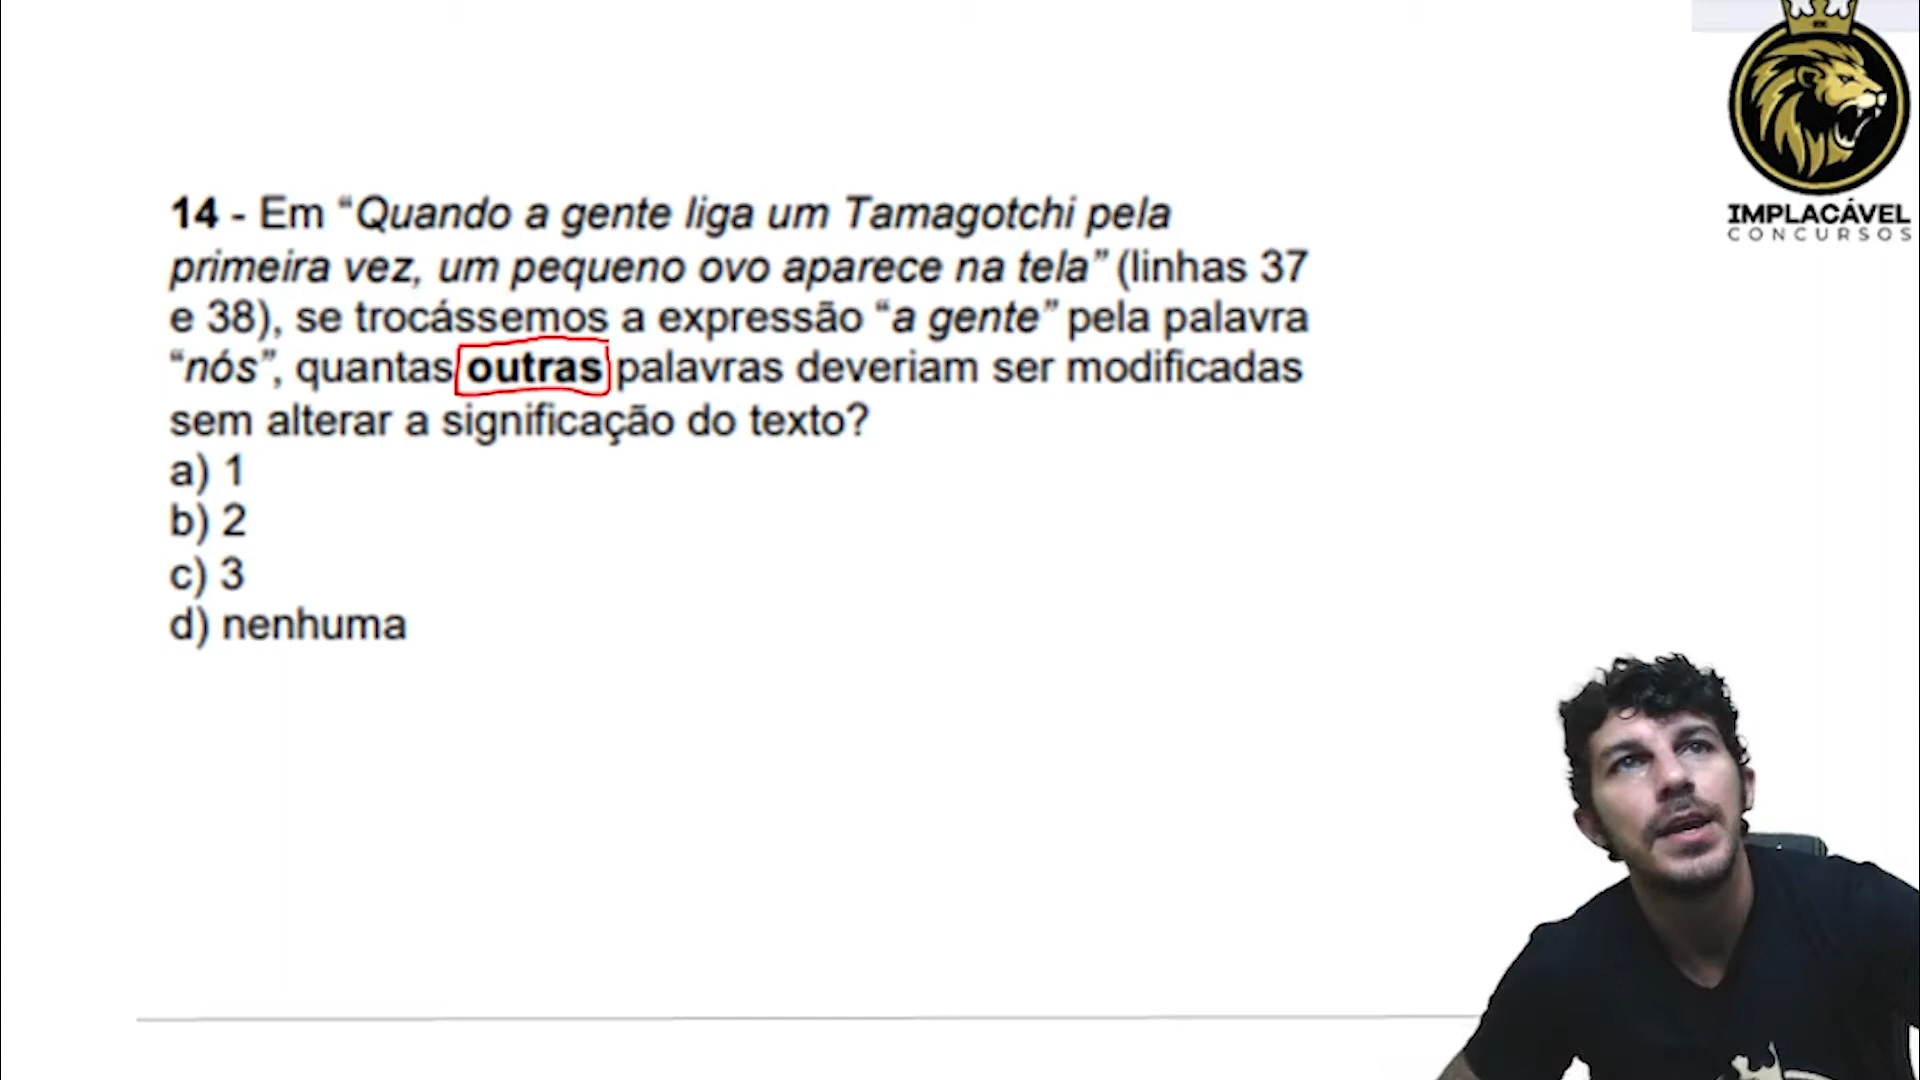 IMPLACÁVEL
CONCURSOS
14 - Em “Quando a gente liga um Tamagotchi pela
primeira vez, um pequeno ovo aparece na tela” (linhas 37
e 38), se trocássemos a expressão “a gente” pela palavra
“nós”, quantas outras palavras deveriam ser modificadas
sem alterar a significação do texto?
a) 1
b) 2
c) 3
d) nenhuma